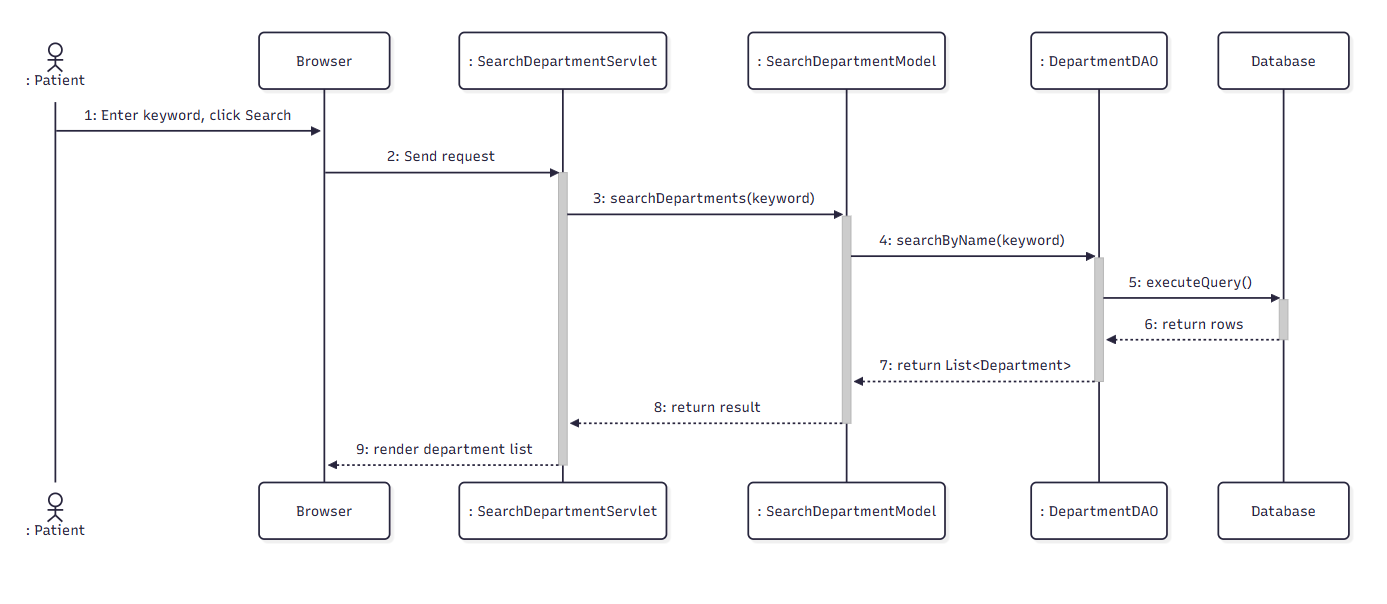 : Patient
Browser
: SearchDepartmentServlet
: SearchDepartmentModel
: DepartmentDAO
Database
1: Enter keyword, click Search
2: Send request
3: searchDepartments(keyword)
4: searchByName(keyword)
5: executeQuery()
6: return rows
7: return List<Department>
8: return result
9: render department list
: Patient
Browser
: SearchDepartmentServlet
: SearchDepartmentModel
: DepartmentDAO
Database